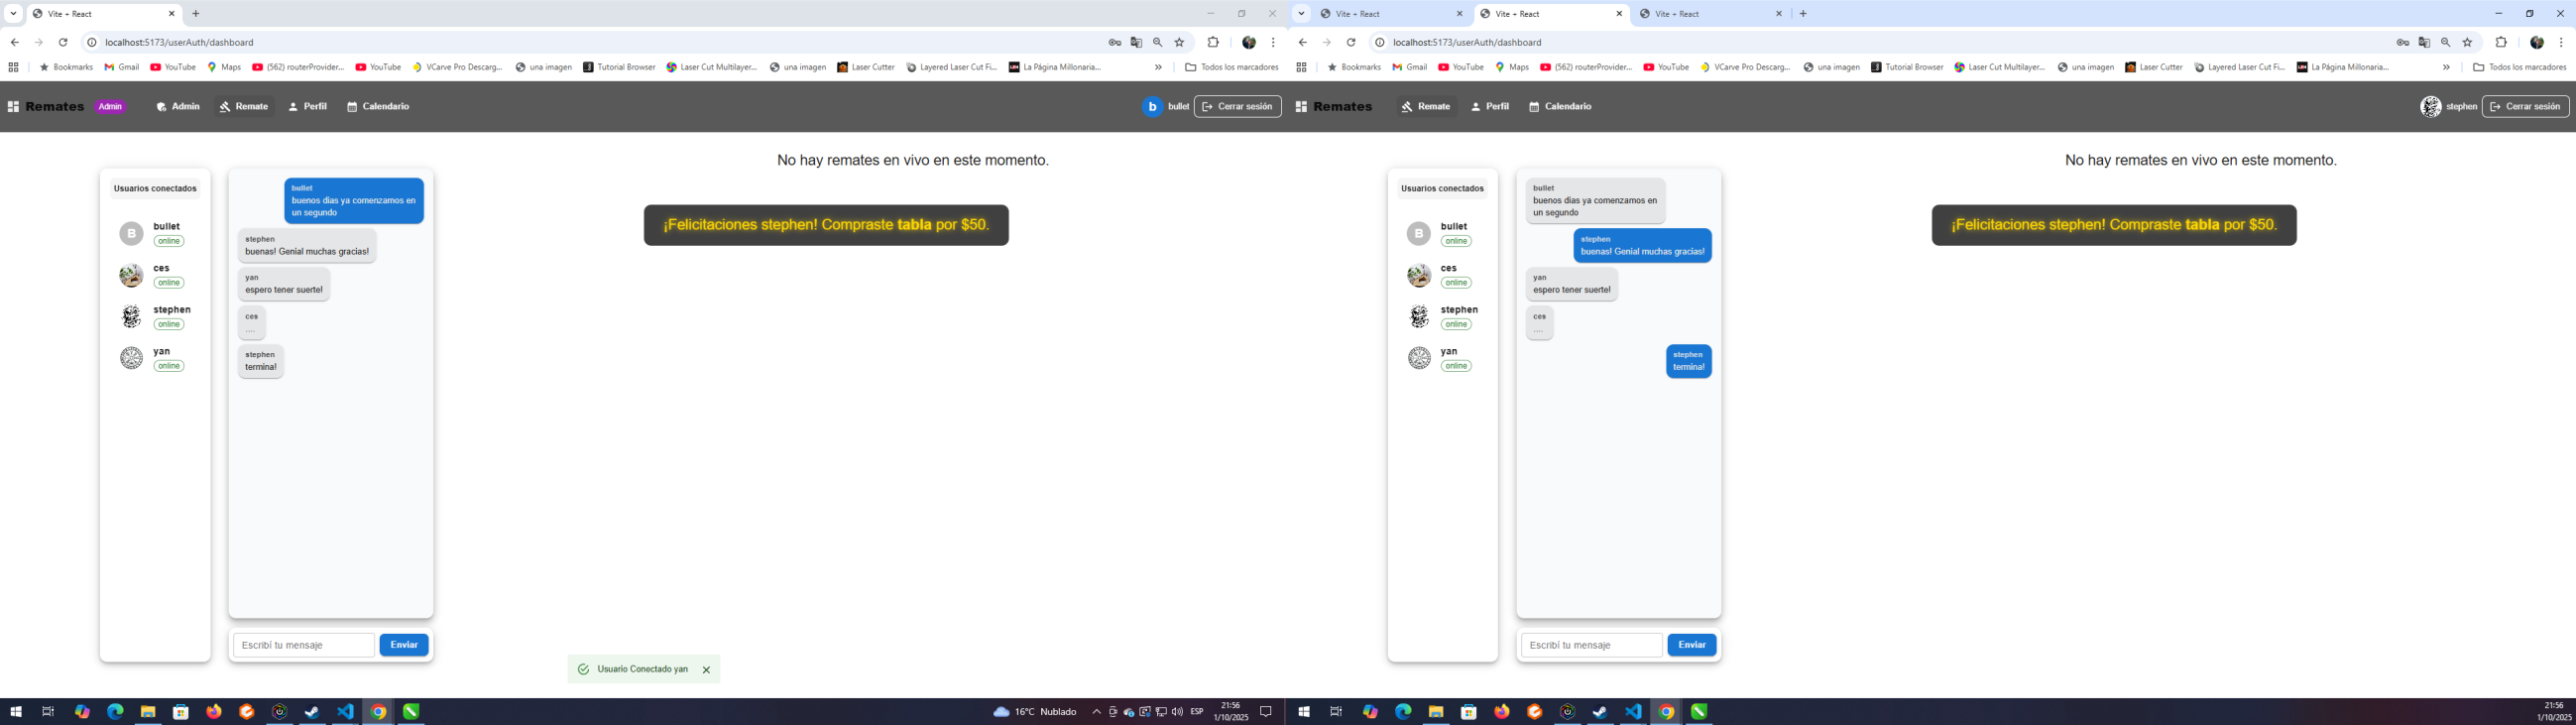 Vite + React
localhost:5173/userAuth/dashboard
Bookmarks Gmail YouTube Maps (562) routerProvider... YouTube VCarve Pro Descarg... una imagen Tutorial Browser Laser Cut Multilayer... una imagen Laser Cutter Layered Laser Cut Fi... La Página Millonaria... » Todos los marcadores
Remates Admin Admin Remate Perfil Calendario b bullet Cerrar sesión
No hay remates en vivo en este momento.
Usuarios conectados
B bullet
online
ces
online
stephen
online
yan
online
bullet
buenos dias ya comenzamos en
un segundo
stephen
buenas! Genial muchas gracias!
yan
espero tener suerte!
ces
....
stephen
termina!
¡Felicitaciones stephen! Compraste tabla por $50.
Escribí tu mensaje Enviar
Usuario Conectado yan
16°C Nublado ESP 21:56
1/10/2025
Vite + React Vite + React Vite + React
localhost:5173/userAuth/dashboard
Bookmarks Gmail YouTube Maps (562) routerProvider... YouTube VCarve Pro Descarg... una imagen Tutorial Browser Laser Cut Multilayer... una imagen Laser Cutter Layered Laser Cut Fi... La Página Millonaria... » Todos los marcadores
Remates Remate Perfil Calendario stephen Cerrar sesión
No hay remates en vivo en este momento.
Usuarios conectados
B bullet
online
ces
online
stephen
online
yan
online
bullet
buenos dias ya comenzamos en
un segundo
stephen
buenas! Genial muchas gracias!
yan
espero tener suerte!
ces
....
stephen
termina!
¡Felicitaciones stephen! Compraste tabla por $50.
Escribí tu mensaje Enviar
21:56
1/10/2025